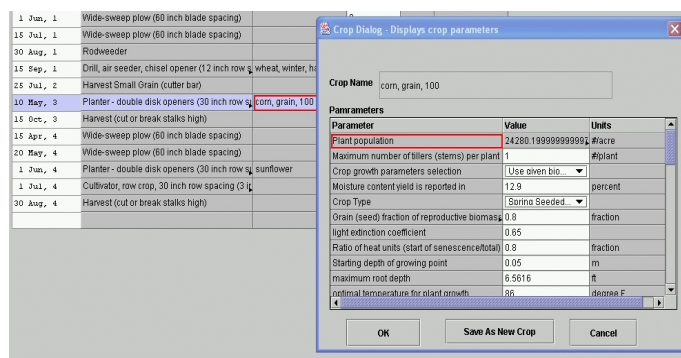 1 Jun, 1 Wide-sweep plow (60 inch blade spacing)
15 Jul, 1 Wide-sweep plow (60 inch blade spacing)
30 Aug, 1 Rodweeder
15 Sep, 1 Drill, air seeder, chisel opener (12 inch row s wheat, winter, ha
25 Jul, 2 Harvest Small Grain (cutter bar)
10 May, 3 Planter - double disk openers (30 inch row s corn, grain, 100
15 Oct, 3 Harvest (cut or break stalks high)
15 Apr, 4 Wide-sweep plow (60 inch blade spacing)
20 May, 4 Wide-sweep plow (60 inch blade spacing)
1 Jun, 4 Planter - double disk openers (30 inch row s sunflower
1 Jul, 4 Cultivator, row crop, 30 inch row spacing (3 i
30 Aug, 4 Harvest (cut or break stalks high)
Crop Dialog - Displays crop parameters
Crop Name corn, grain, 100
Pamrameters
Parameter Value Units
Plant population 24280.19999999997 #/acre
Maximum number of tillers (stems) per plant 1 #/plant
Crop growth parameters selection Use given bio...
Moisture content yield is reported in 12.9 percent
Crop Type Spring Seeded...
Grain (seed) fraction of reproductive biomas 0.8 fraction
light extinction coefficient 0.65
Ratio of heat units (start of senescence/total) 0.8 fraction
Starting depth of growing point 0.05 m
maximum root depth 6.5616 ft
optimal temperature for plant growth 86 degree F
OK Save As New Crop Cancel